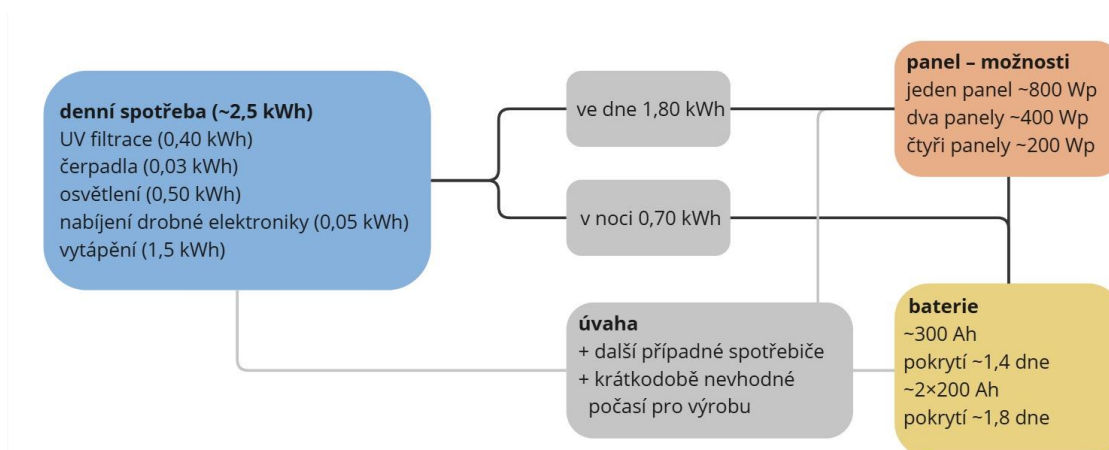 denní spotřeba (~2,5 kWh)
UV filtrace (0,40 kWh)
čerpadla (0,03 kWh)
osvětlení (0,50 kWh)
nabíjení drobné elektroniky (0,05 kWh)
vytápění (1,5 kWh)
ve dne 1,80 kWh
v noci 0,70 kWh
úvaha
+ další případné spotřebiče
+ krátkodobě nevhodné
počasí pro výrobu
panel – možnosti
jeden panel ~800 Wp
dva panely ~400 Wp
čtyři panely ~200 Wp
baterie
~300 Ah
pokrytí ~1,4 dne
~2×200 Ah
pokrytí ~1,8 dne